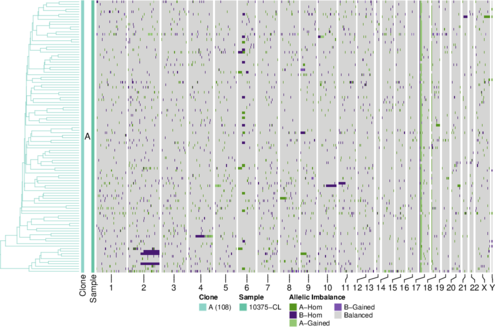 A
Clone
Sample
1 2 3 4 5 6 7 8 9 10 11 12 13 14 15 16 17 18 19 20 21 22 X Y
Clone Sample Allelic Imbalance
A (108) 10375-CL A-Hom B-Gained
B-Hom Balanced
A-Gained